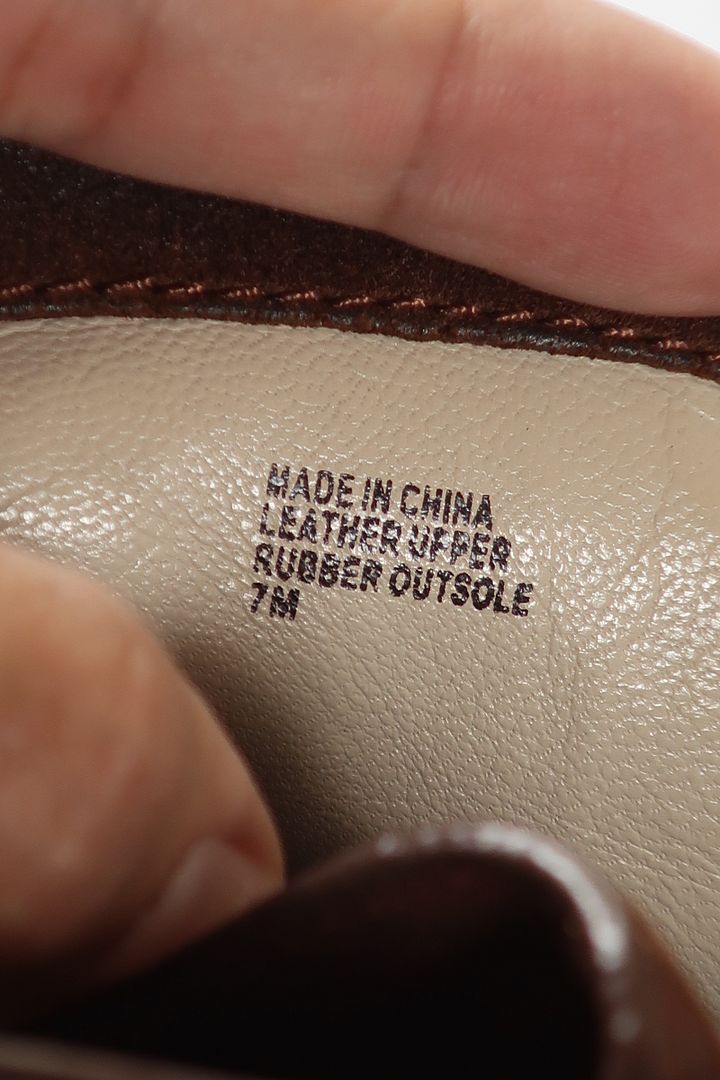 MADE IN CHINA
LEATHER UPPER
RUBBER OUTSOLE
7M